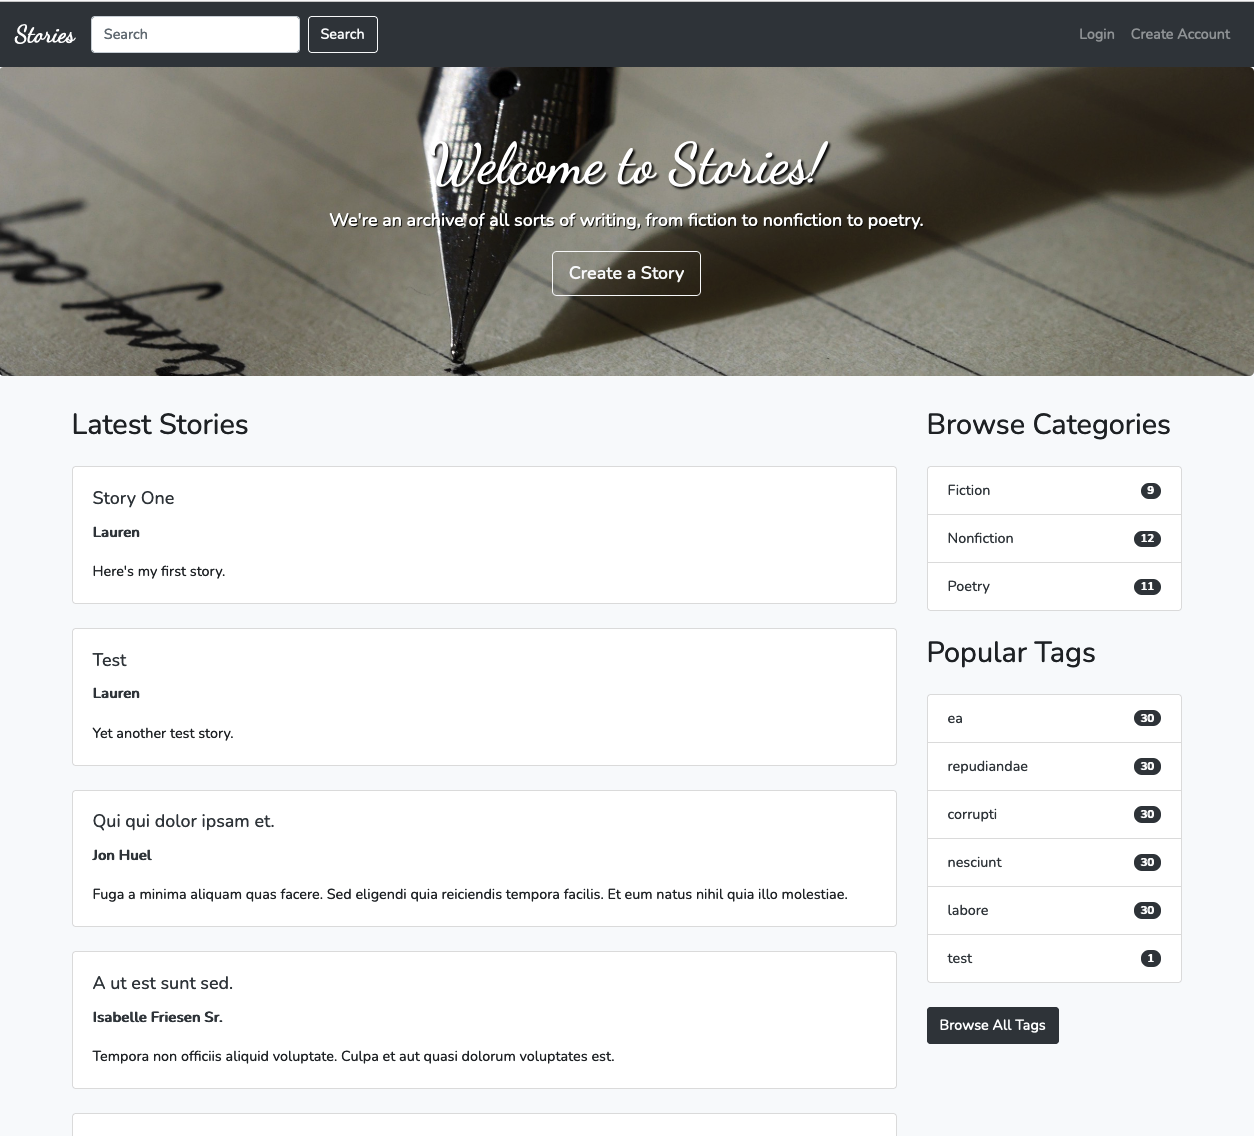 Stories
Search
Search
Login
Create Account
Welcome to Stories!
We're an archive of all sorts of writing, from fiction to nonfiction to poetry.
Create a Story
Latest Stories
Story One
Lauren
Here's my first story.
Test
Lauren
Yet another test story.
Qui qui dolor ipsam et.
Jon Huel
Fuga a minima aliquam quas facere. Sed eligendi quia reiciendis tempora facilis. Et eum natus nihil quia illo molestiae.
A ut est sunt sed.
Isabelle Friesen Sr.
Tempora non officiis aliquid voluptate. Culpa et aut quasi dolorum voluptates est.
Browse Categories
Fiction 9
Nonfiction 12
Poetry 11
Popular Tags
ea 30
repudiandae 30
corrupti 30
nesciunt 30
labore 30
test 1
Browse All Tags